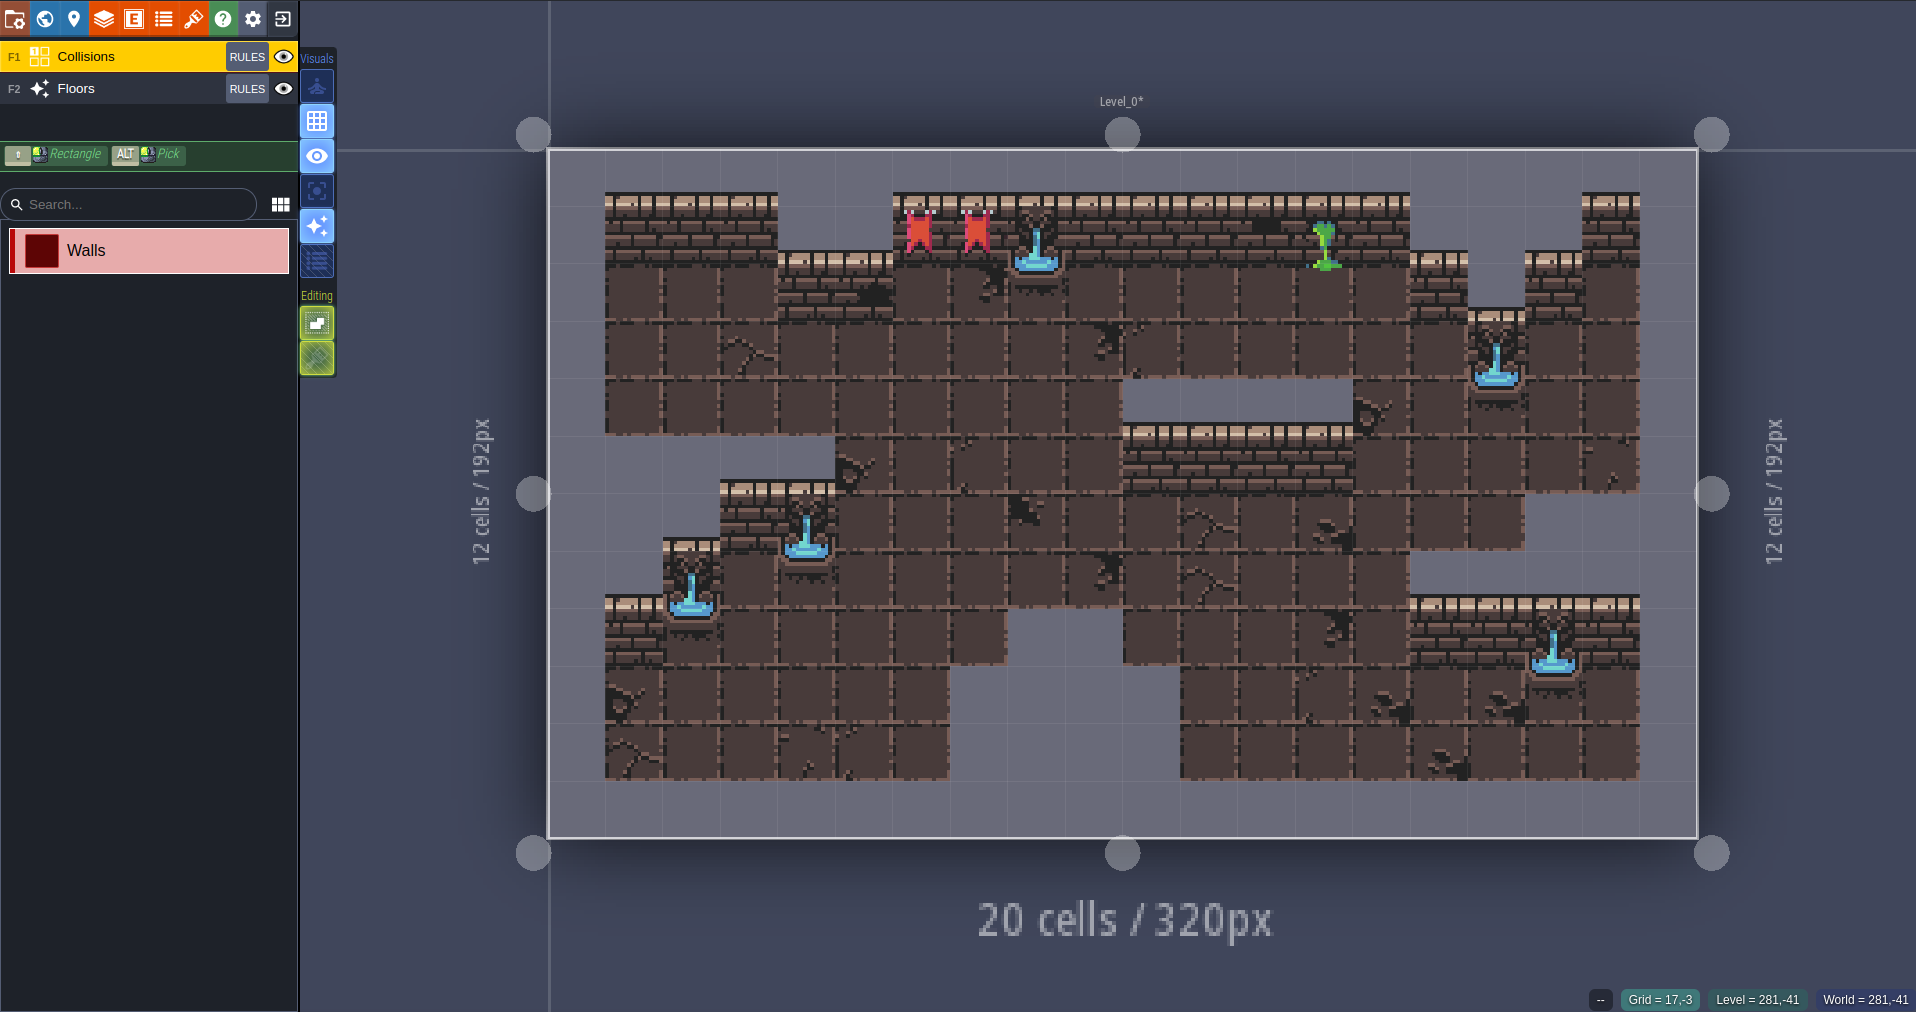 F1 Collisions RULES
F2 Floors RULES
⇧ Rectangle ALT Pick
Search...
Walls
Visuals
Editing
Level_0*
12 cells / 192px
12 cells / 192px
20 cells / 320px
-- Grid = 17,-3 Level = 281,-41 World = 281,-41